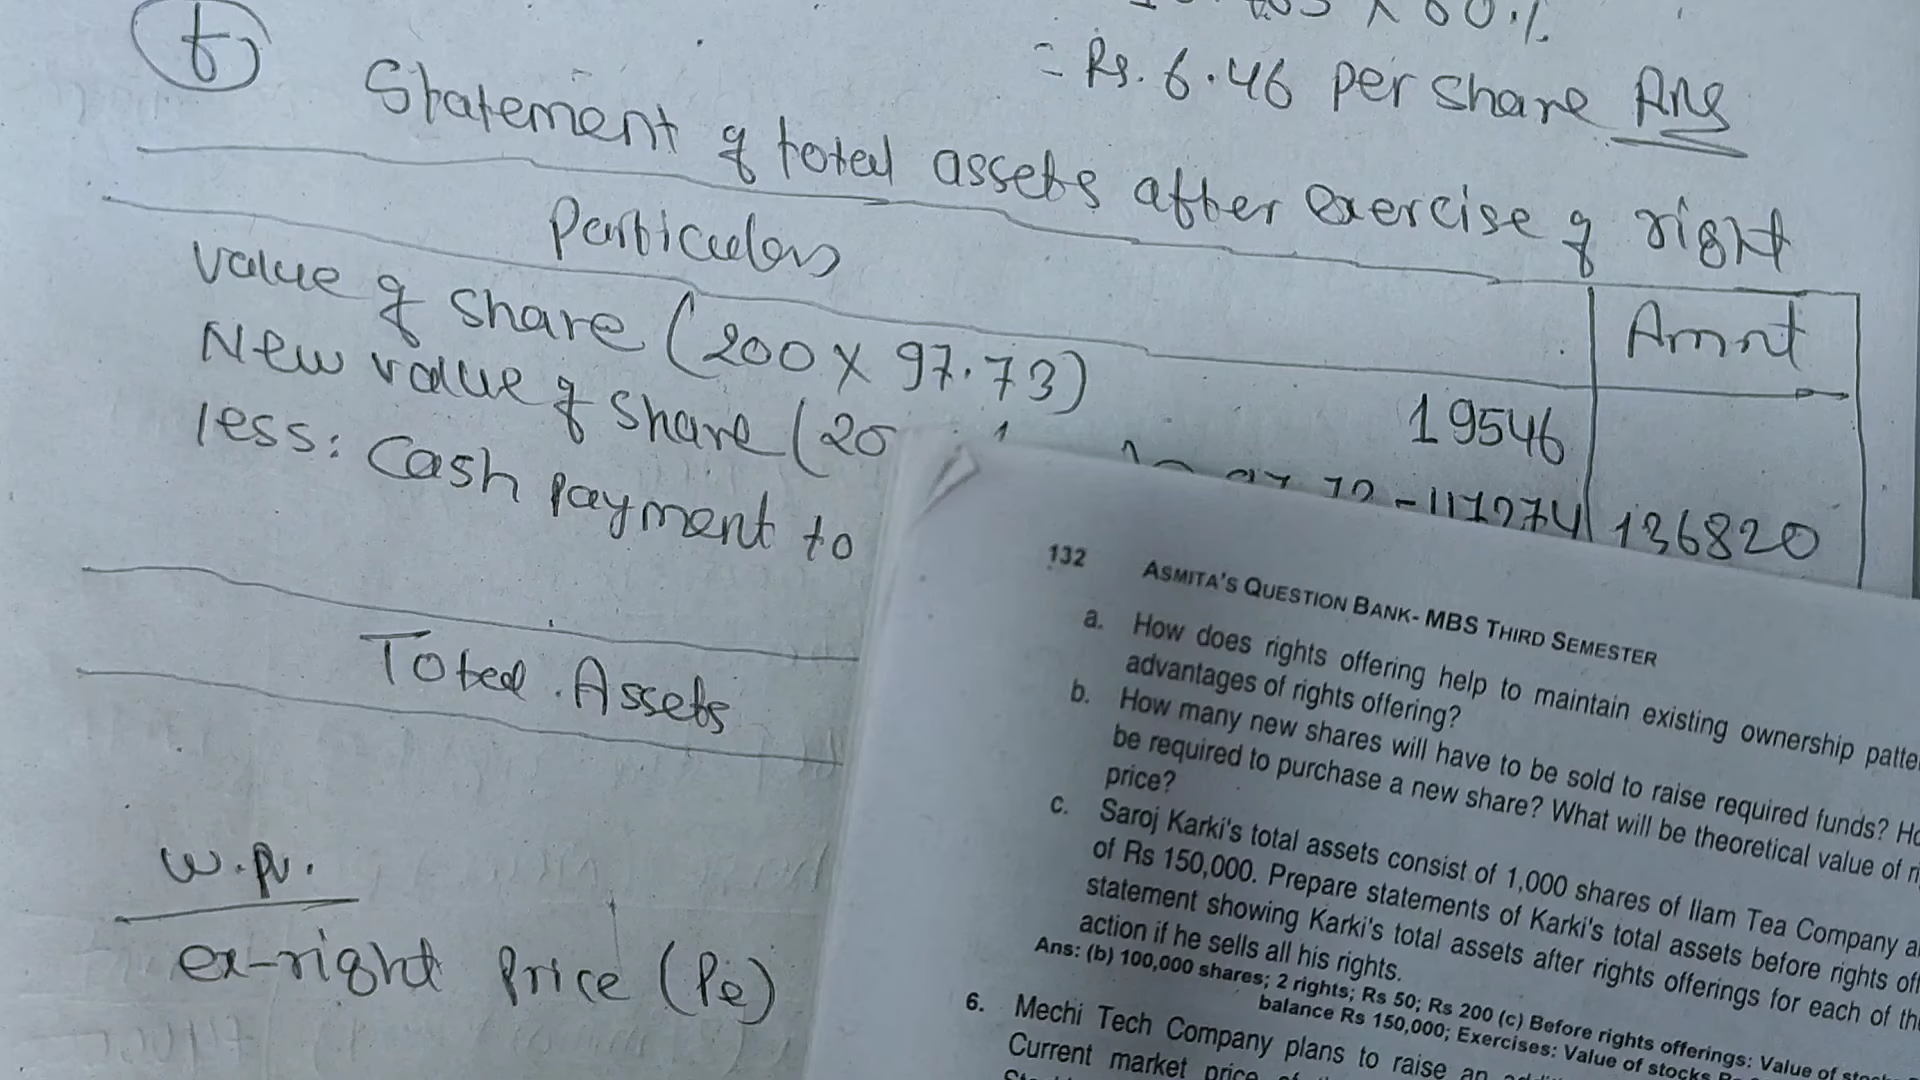 × 60%
= Rs. 6.46 per share Ans
f
Statement of total assets after exercise of right
Particulars
Amnt
Value of share (200 × 97.73)
19546
New value of share (20
97.73 - 117274
136820
less: Cash payment to
Total Assets
W.N.
ex-right Price (Pe)
132 ASMITA'S QUESTION BANK- MBS THIRD SEMESTER
a. How does rights offering help to maintain existing ownership
advantages of rights offering?
b. How many new shares will have to be sold to raise required funds?
be required to purchase a new share? What will be theoretical value of
price?
c. Saroj Karki's total assets consist of 1,000 shares of Ilam Tea Company
of Rs 150,000. Prepare statements of Karki's total assets before rights
statement showing Karki's total assets after rights offerings for each of
action if he sells all his rights.
Ans: (b) 100,000 shares; 2 rights; Rs 50; Rs 200 (c) Before rights offerings: Value of
balance Rs 150,000; Exercises: Value of stocks
6. Mechi Tech Company plans to raise an
Current market price of